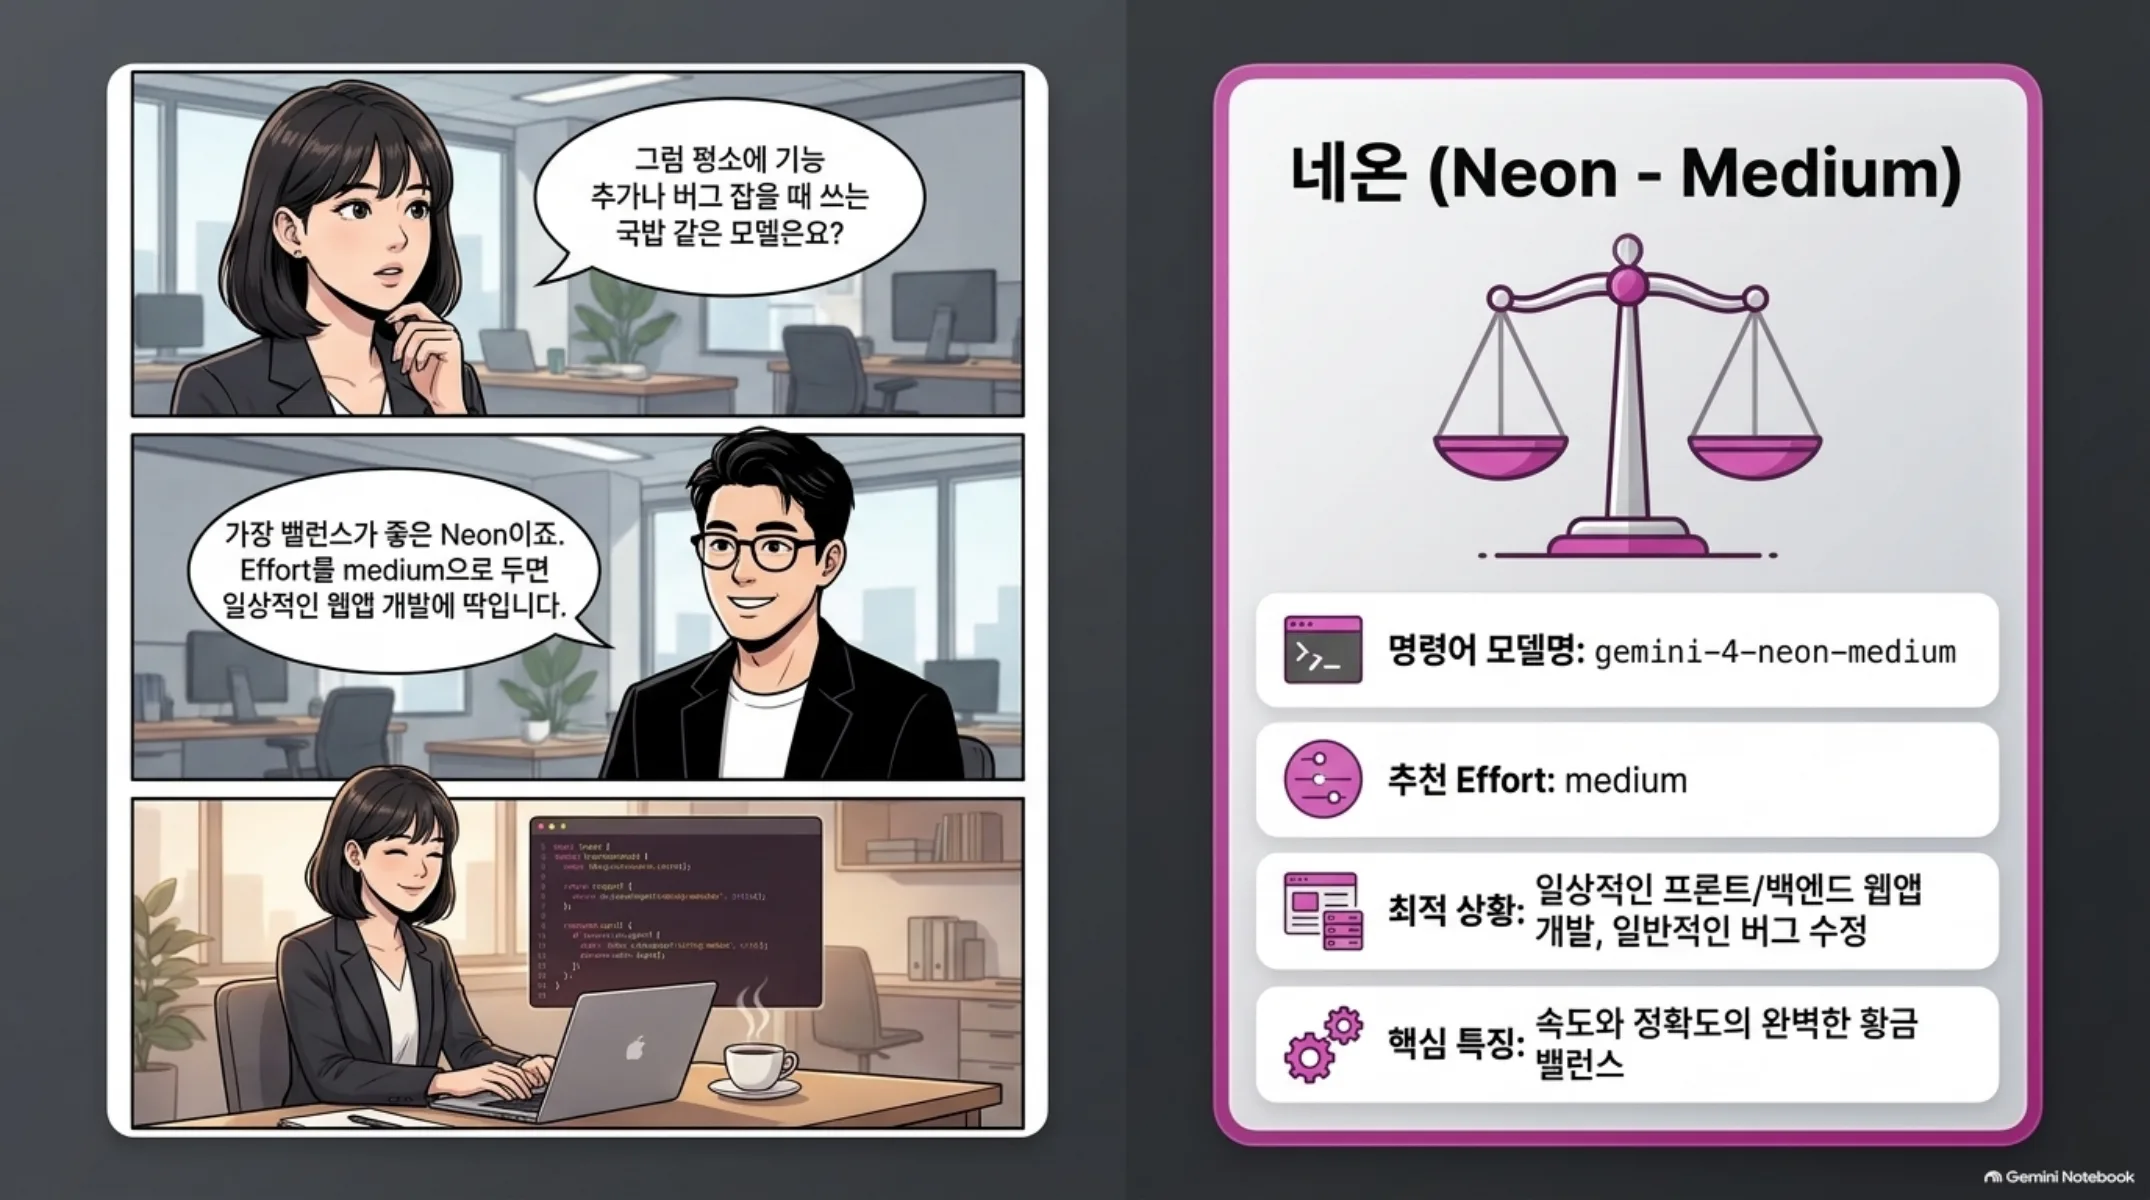 그럼 평소에 기능
추가나 버그 잡을 때 쓰는
국밥 같은 모델은요?
가장 밸런스가 좋은 Neon이죠.
Effort를 medium으로 두면
일상적인 웹앱 개발에 딱입니다.
네온 (Neon - Medium)
명령어 모델명: gemini-4-neon-medium
추천 Effort: medium
최적 상황: 일상적인 프론트/백엔드 웹앱
개발, 일반적인 버그 수정
핵심 특징: 속도와 정확도의 완벽한 황금
밸런스
Gemini Notebook